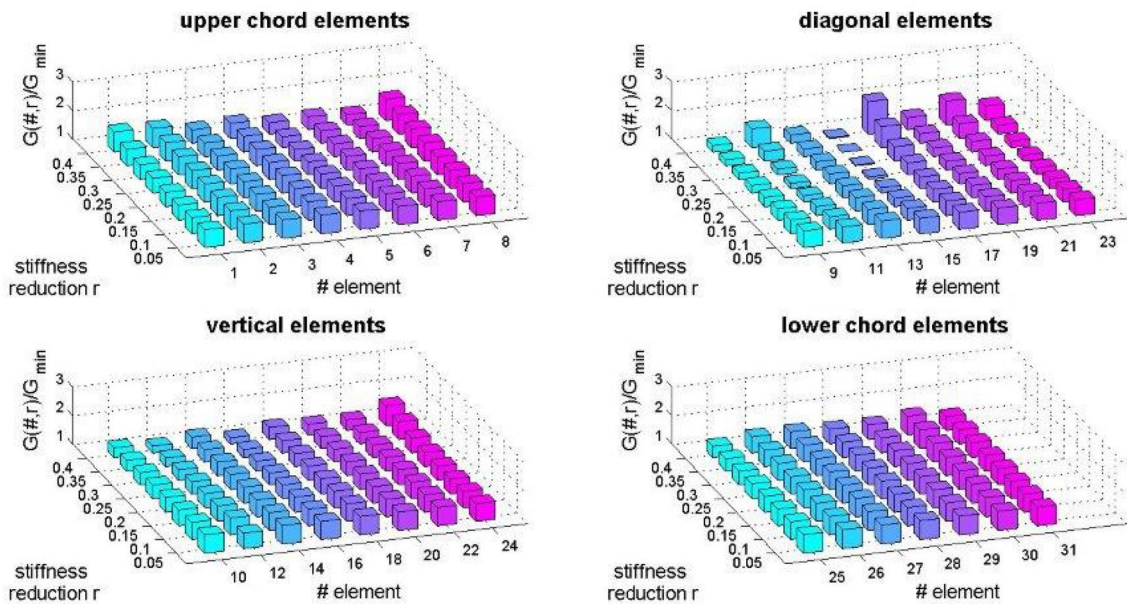 upper chord elements
G(#,r)/G min
3
2
1
0.4
0.35
0.3
0.25
0.2
0.15
0.1
0.05
stiffness
reduction r
1 2 3 4 5 6 7 8
# element
diagonal elements
G(#,r)/G min
3
2
1
0.4
0.35
0.3
0.25
0.2
0.15
0.1
0.05
stiffness
reduction r
9 11 13 15 17 19 21 23
# element
vertical elements
G(#,r)/G min
3
2
1
0.4
0.35
0.3
0.25
0.2
0.15
0.1
0.05
stiffness
reduction r
10 12 14 16 18 20 22 24
# element
lower chord elements
G(#,r)/G min
3
2
1
0.4
0.35
0.3
0.25
0.2
0.15
0.1
0.05
stiffness
reduction r
25 26 27 28 29 30 31
# element